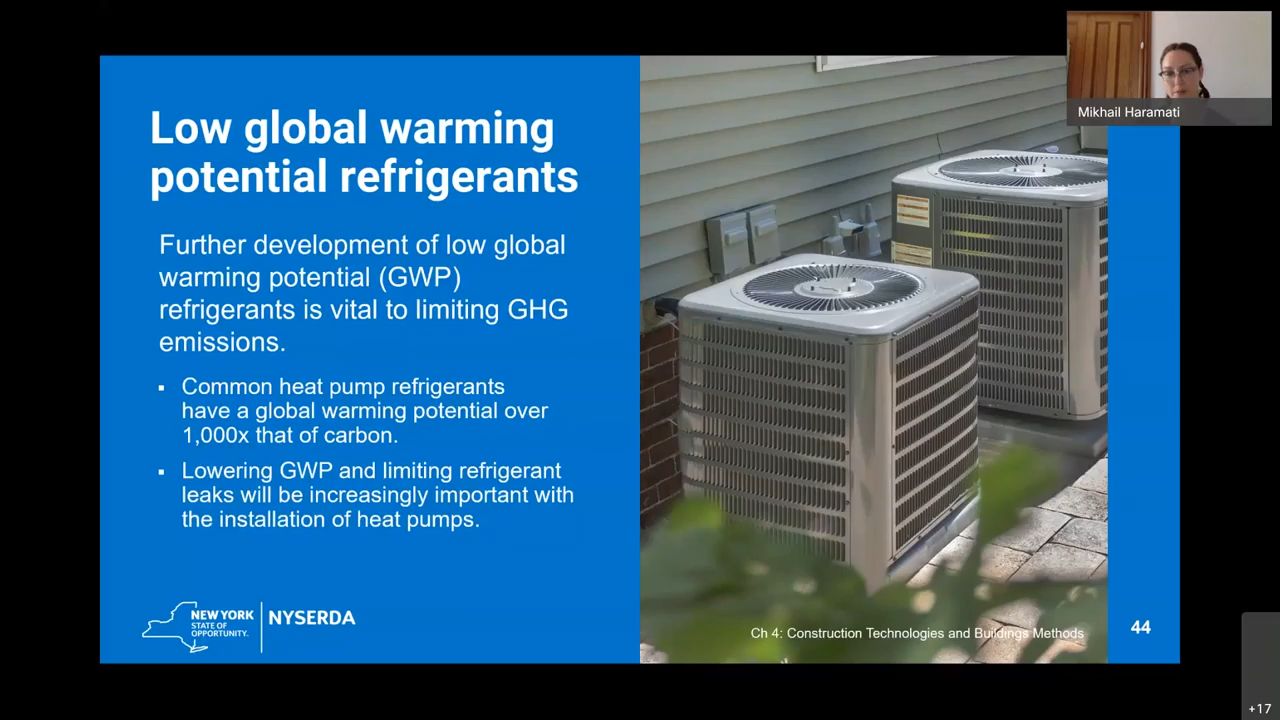 Low global warming
potential refrigerants
Further development of low global
warming potential (GWP)
refrigerants is vital to limiting GHG
emissions.
▪ Common heat pump refrigerants
have a global warming potential over
1,000x that of carbon.
▪ Lowering GWP and limiting refrigerant
leaks will be increasingly important with
the installation of heat pumps.
NEW YORK
STATE OF
OPPORTUNITY.
NYSERDA
Ch 4: Construction Technologies and Buildings Methods
44
Mikhail Haramati
+17